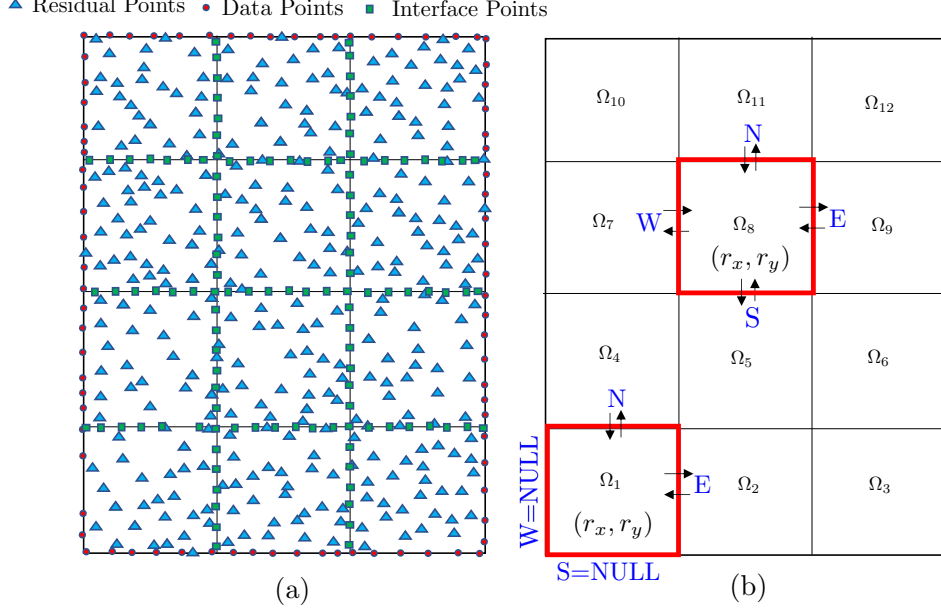 Residual Points Data Points Interface Points
Ω10 Ω11 Ω12
N
Ω7 W Ω8 E Ω9
(rx, ry)
S
Ω4 Ω5 Ω6
N
W=NULL
Ω1 E Ω2 Ω3
(rx, ry)
S=NULL
(a) (b)